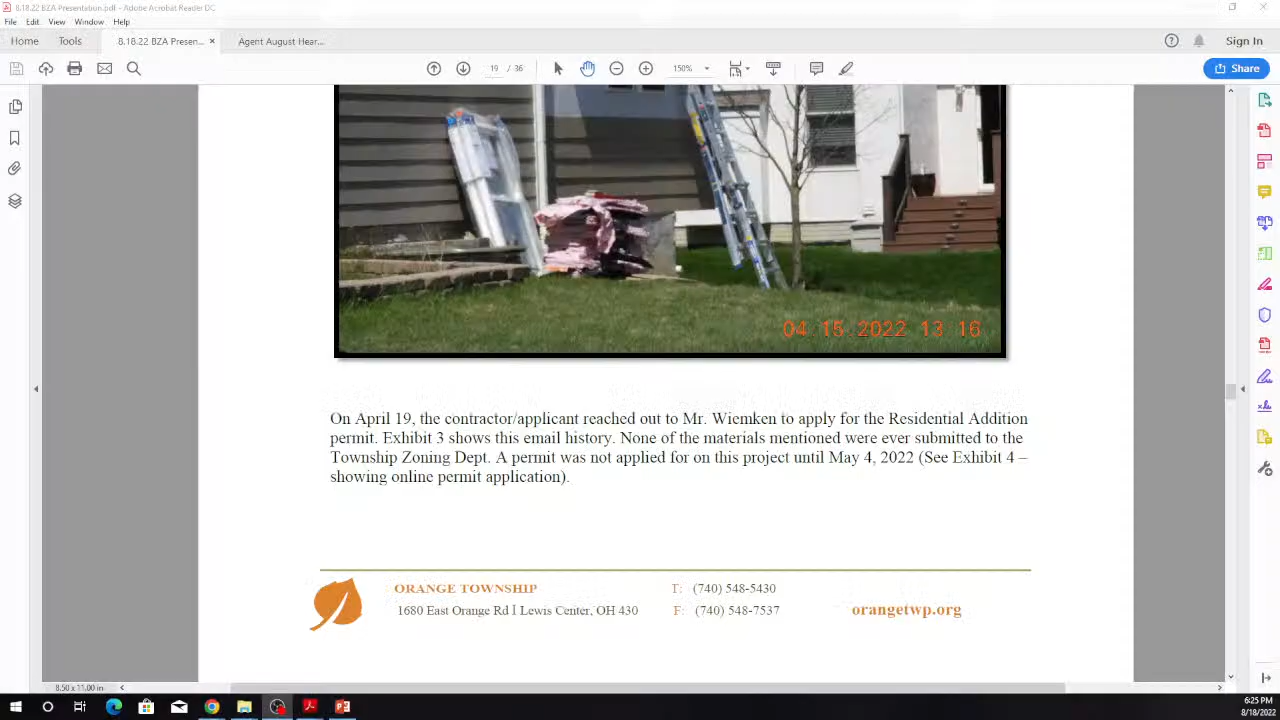 8.18.22 BZA Presentation.pdf - Adobe Acrobat Reader DC
File Edit View Window Help
Home Tools 8.18.22 BZA Presen... × Agent August Hear... Sign In
19 / 36 150% Share
04 15 2022 13 16
On April 19, the contractor/applicant reached out to Mr. Wiemken to apply for the Residential Addition
permit. Exhibit 3 shows this email history. None of the materials mentioned were ever submitted to the
Township Zoning Dept. A permit was not applied for on this project until May 4, 2022 (See Exhibit 4 –
showing online permit application).
ORANGE TOWNSHIP T: (740) 548-5430
1680 East Orange Rd | Lewis Center, OH 430 F: (740) 548-7537 orangetwp.org
8.50 x 11.00 in
6:25 PM
8/18/2022